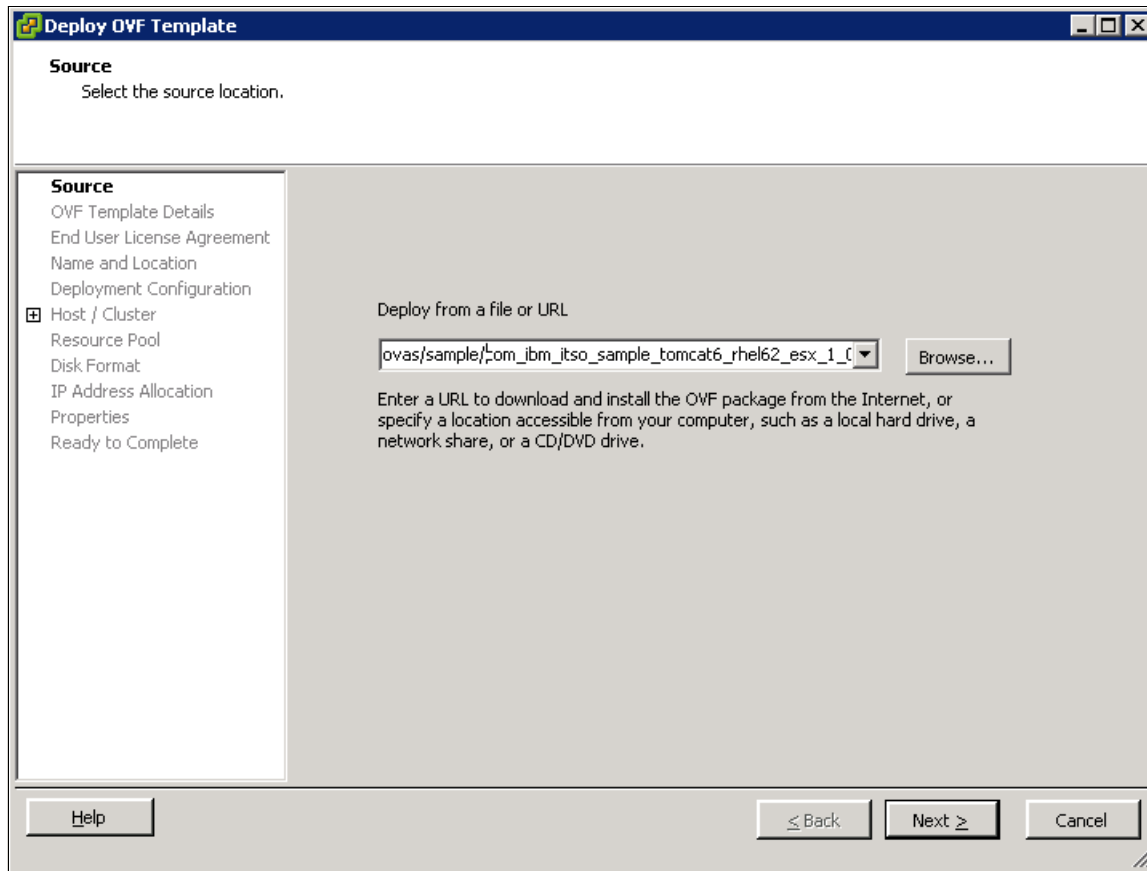 Deploy OVF Template
Source
Select the source location.
Source
OVF Template Details
End User License Agreement
Name and Location
Deployment Configuration
Host / Cluster
Resource Pool
Disk Format
IP Address Allocation
Properties
Ready to Complete
Deploy from a file or URL
ovas/sample/com_ibm_itso_sample_tomcat6_rhel62_esx_1_0
Browse...
Enter a URL to download and install the OVF package from the Internet, or
specify a location accessible from your computer, such as a local hard drive, a
network share, or a CD/DVD drive.
Help
≤ Back
Next ≥
Cancel